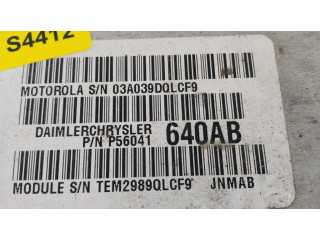 S4412
MOTOROLA S/N 03A039DQLCF9
DAIMLERCHRYSLER
P/N P56041 640AB
MODULE S/N TEM2989QLCF9 JNMAB